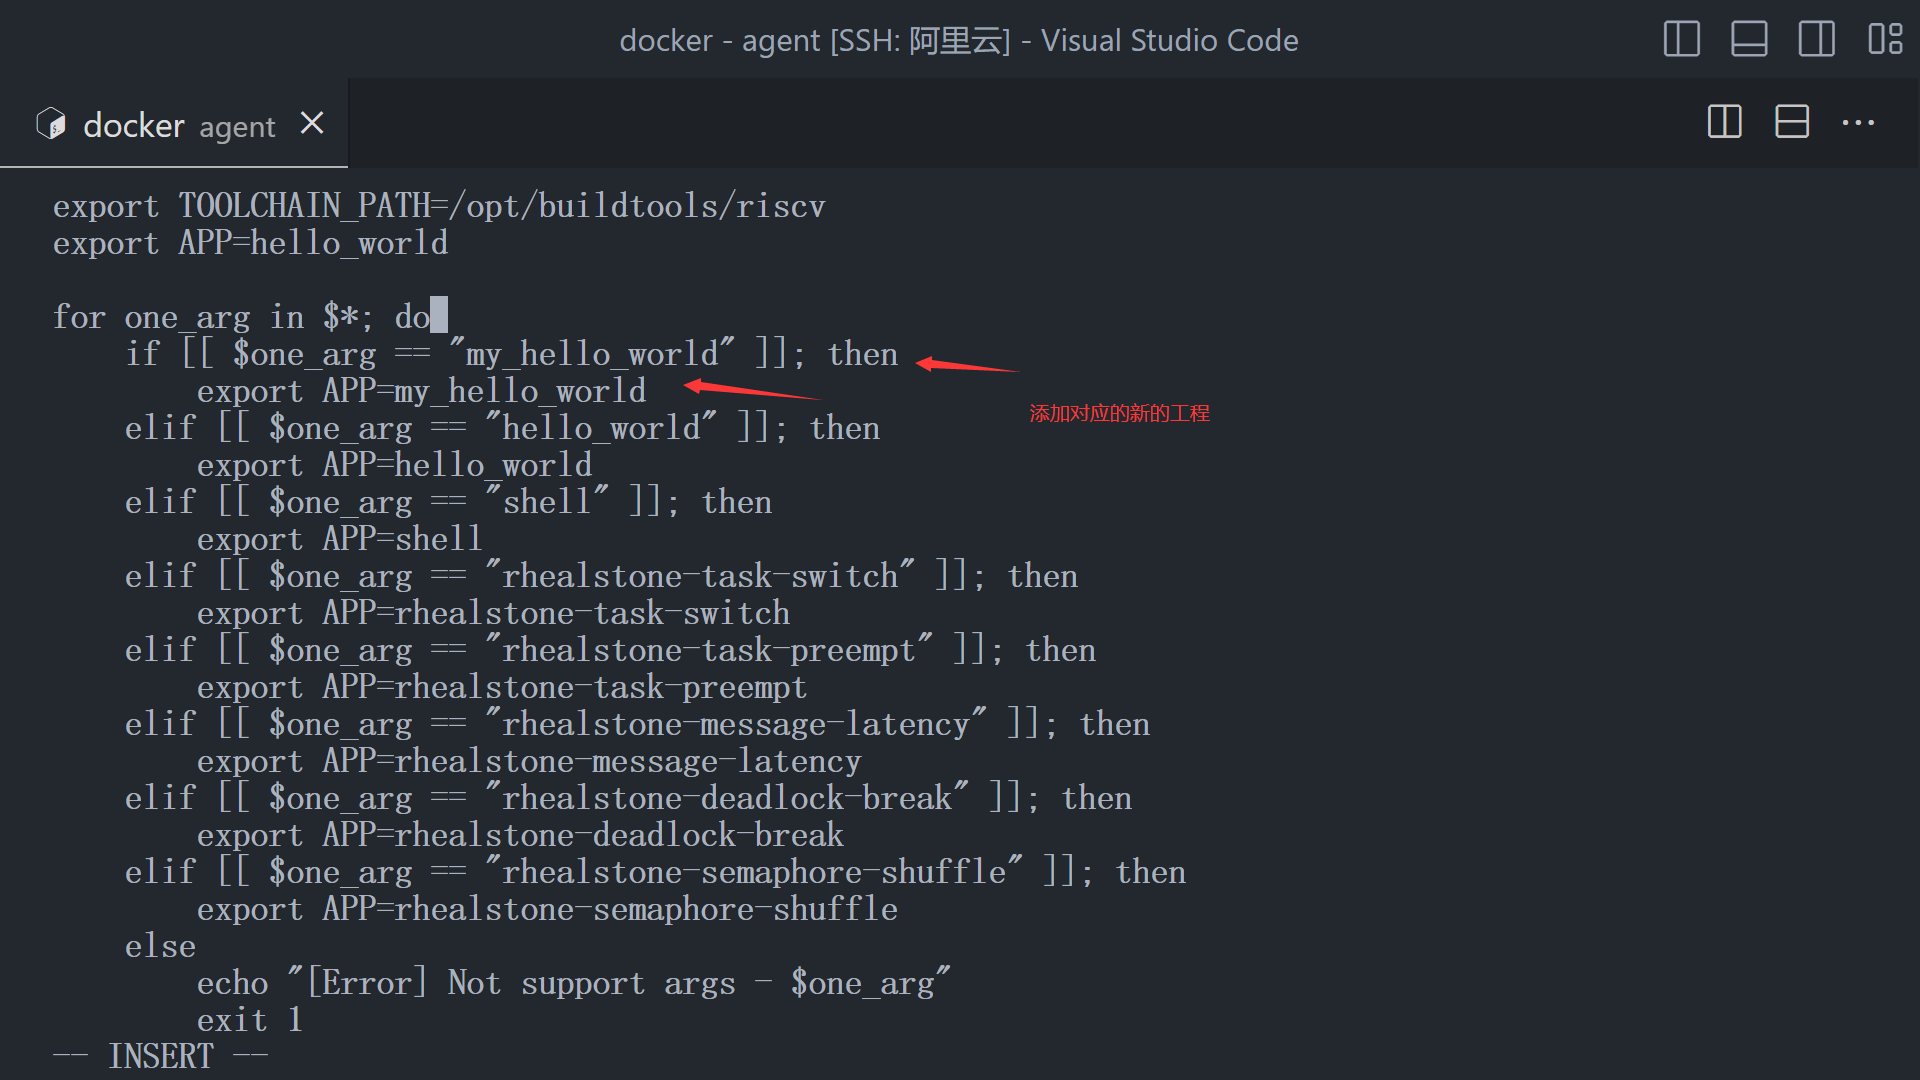 docker - agent [SSH: 阿里云] - Visual Studio Code
docker agent
export TOOLCHAIN_PATH=/opt/buildtools/riscv
export APP=hello_world
for one_arg in $*; do
if [[ $one_arg == "my_hello_world" ]]; then
export APP=my_hello_world
添加对应的新的工程
elif [[ $one_arg == "hello_world" ]]; then
export APP=hello_world
elif [[ $one_arg == "shell" ]]; then
export APP=shell
elif [[ $one_arg == "rhealstone-task-switch" ]]; then
export APP=rhealstone-task-switch
elif [[ $one_arg == "rhealstone-task-preempt" ]]; then
export APP=rhealstone-task-preempt
elif [[ $one_arg == "rhealstone-message-latency" ]]; then
export APP=rhealstone-message-latency
elif [[ $one_arg == "rhealstone-deadlock-break" ]]; then
export APP=rhealstone-deadlock-break
elif [[ $one_arg == "rhealstone-semaphore-shuffle" ]]; then
export APP=rhealstone-semaphore-shuffle
else
echo "[Error] Not support args - $one_arg"
exit 1
-- INSERT --